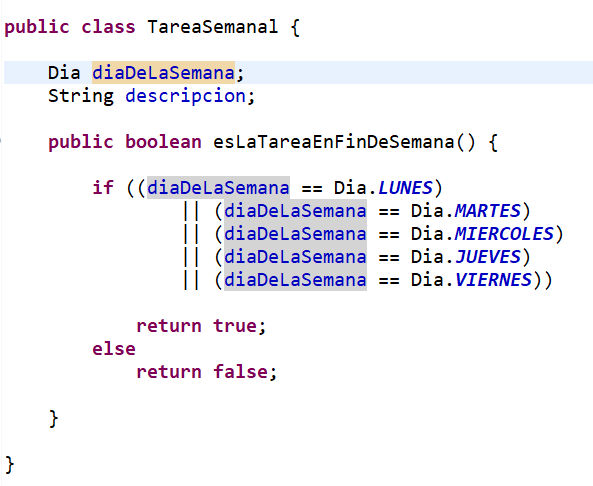 public class TareaSemanal {
Dia diaDeLaSemana;
String descripcion;
public boolean esLaTareaEnFinDeSemana() {
if ((diaDeLaSemana == Dia.LUNES)
|| (diaDeLaSemana == Dia.MARTES)
|| (diaDeLaSemana == Dia.MIERCOLES)
|| (diaDeLaSemana == Dia.JUEVES)
|| (diaDeLaSemana == Dia.VIERNES))
return true;
else
return false;
}
}